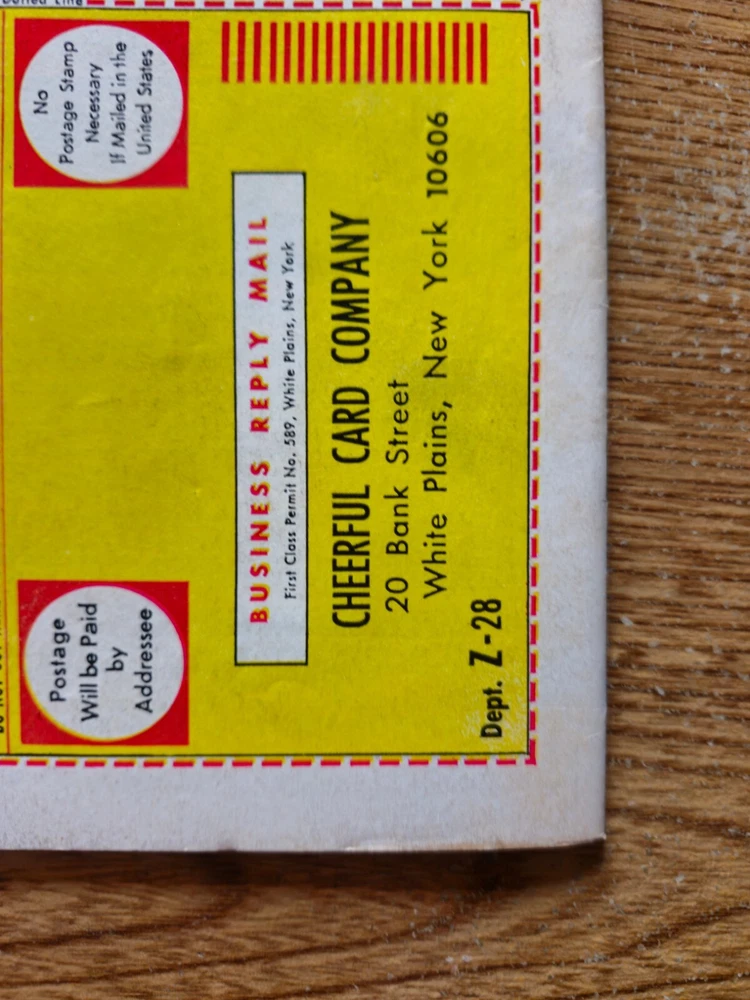 Postage
Will be Paid
by
Addressee
No
Postage Stamp
Necessary
If Mailed in the
United States
BUSINESS REPLY MAIL
First Class Permit No. 589, White Plains, New York
CHEERFUL CARD COMPANY
20 Bank Street
White Plains, New York 10606
Dept. Z-28